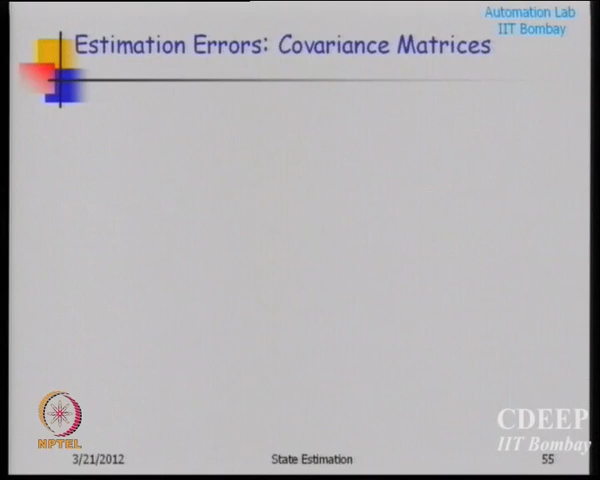 Automation Lab
IIT Bombay
Estimation Errors: Covariance Matrices
NPTEL
CDEEP
IIT Bombay
3/21/2012
State Estimation
55